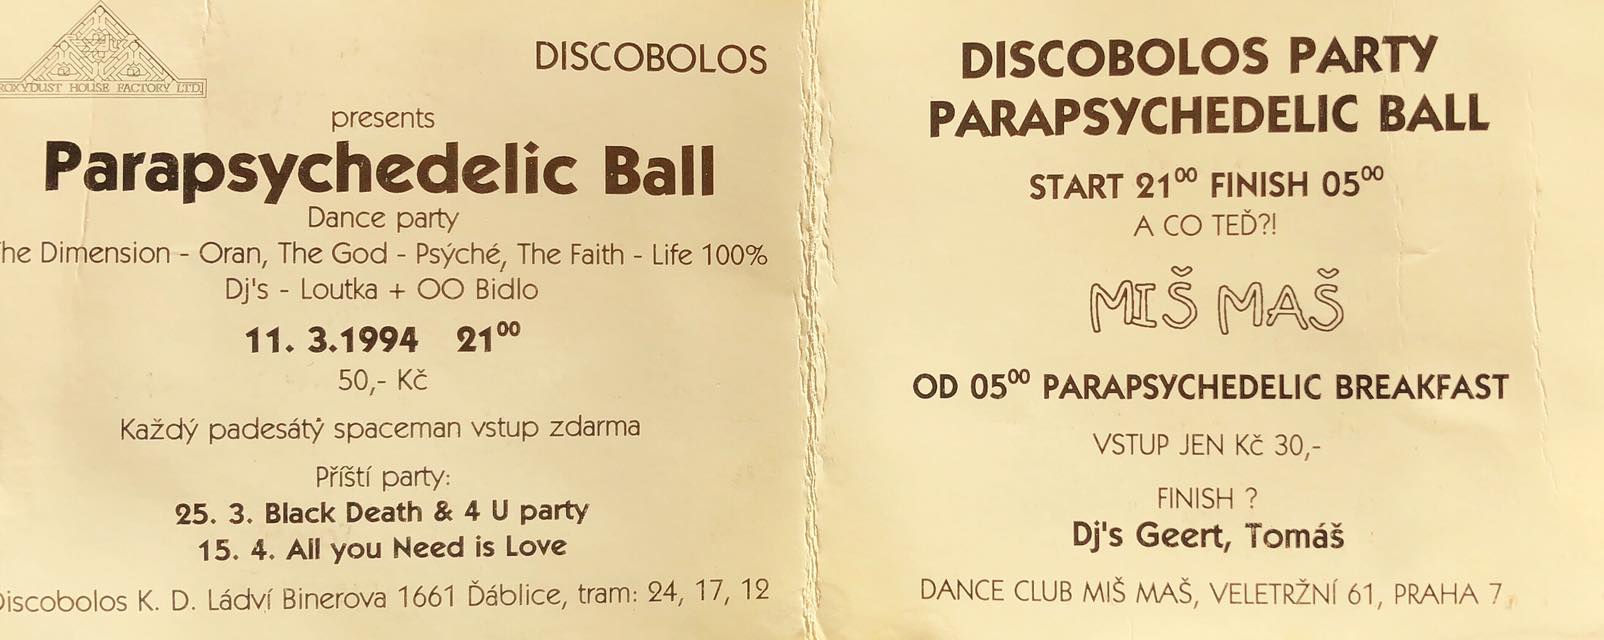 ROXYDUST HOUSE FACTORY LTD.
DISCOBOLOS
presents
Parapsychedelic Ball
Dance party
he Dimension - Oran, The God - Psýché, The Faith - Life 100%
Dj's - Loutka + OO Bidlo
11. 3.1994 21⁰⁰
50,- Kč
Každý padesátý spaceman vstup zdarma
Příští party:
25. 3. Black Death & 4 U party
15. 4. All you Need is Love
Discobolos K. D. Ládví Binerova 1661 Ďáblice, tram: 24, 17, 12
DISCOBOLOS PARTY
PARAPSYCHEDELIC BALL
START 21⁰⁰ FINISH 05⁰⁰
A CO TEĎ?!
MIŠ MAŠ
OD 05⁰⁰ PARAPSYCHEDELIC BREAKFAST
VSTUP JEN Kč 30,-
FINISH ?
Dj's Geert, Tomáš
DANCE CLUB MIŠ MAŠ, VELETRŽNÍ 61, PRAHA 7